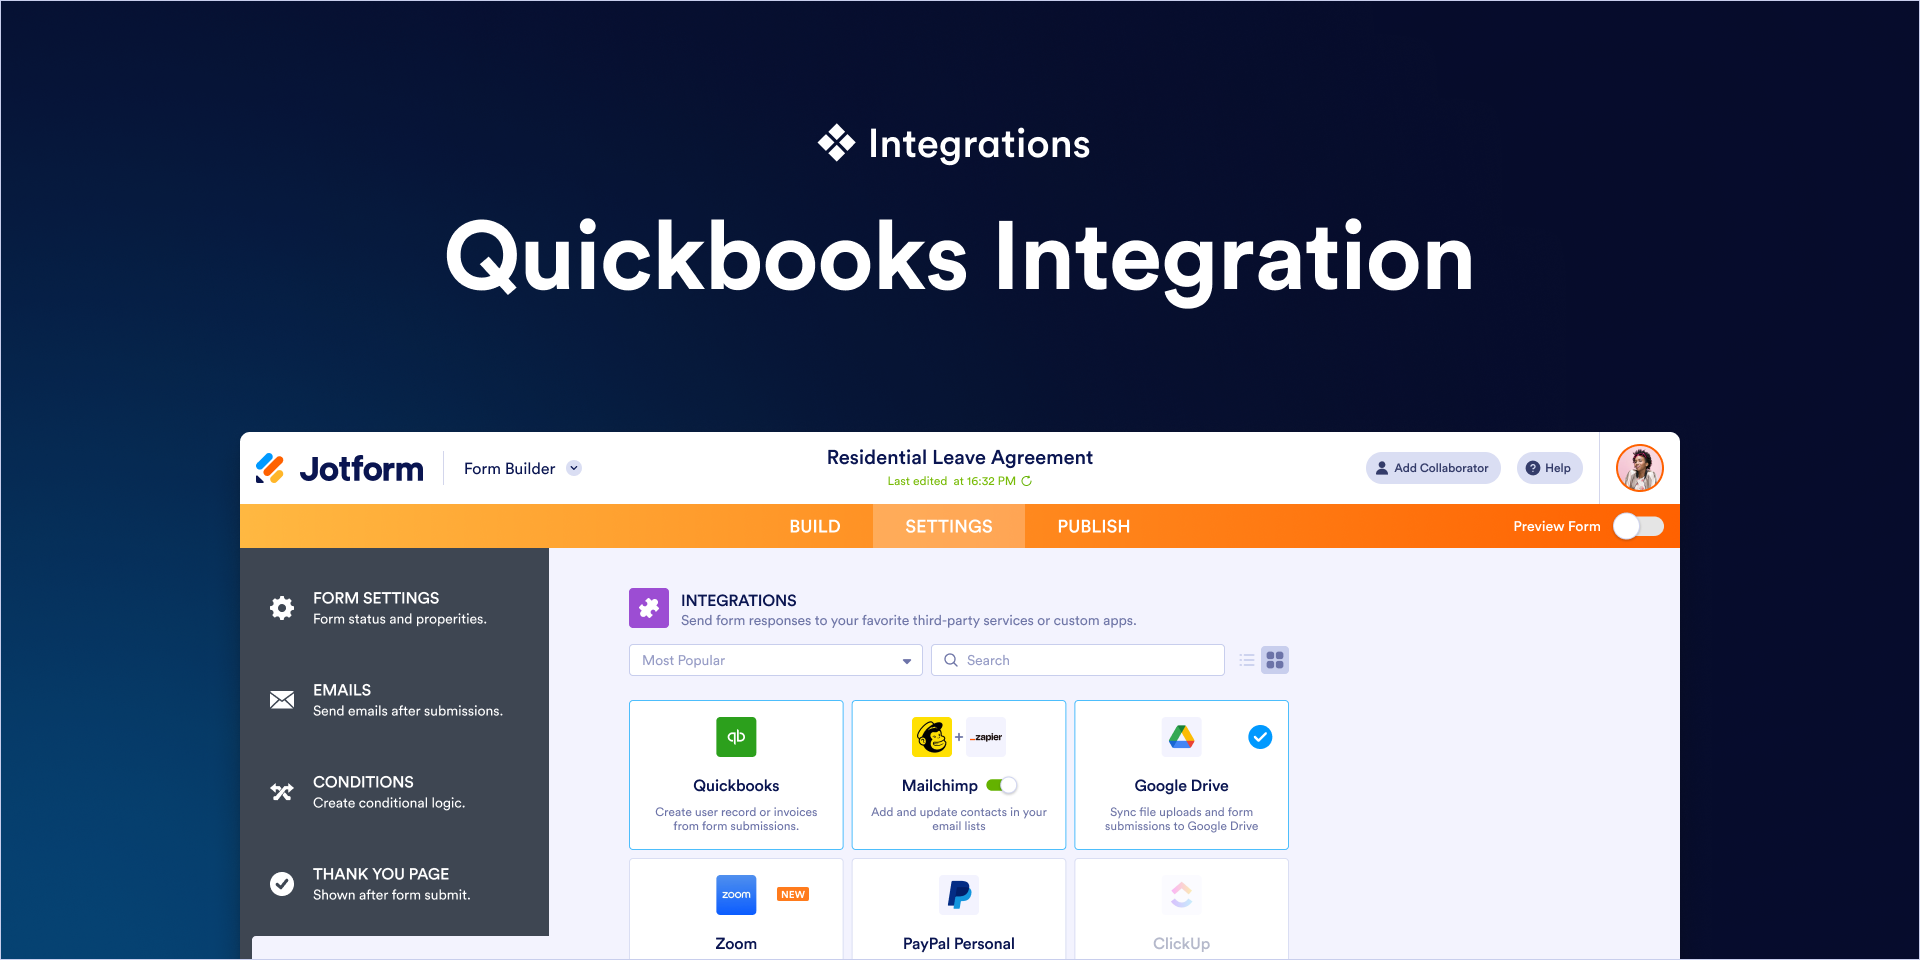 Integrations
Quickbooks Integration
Jotform
Form Builder
Residential Leave Agreement
Last edited at 16:32 PM
Add Collaborator
Help
BUILD
SETTINGS
PUBLISH
Preview Form
FORM SETTINGS
Form status and properities.
EMAILS
Send emails after submissions.
CONDITIONS
Create conditional logic.
THANK YOU PAGE
Shown after form submit.
INTEGRATIONS
Send form responses to your favorite third-party services or custom apps.
Most Popular
Search
qb
Quickbooks
Create user record or invoices
from form submissions.
+ zapier
Mailchimp
Add and update contacts in your
email lists
Google Drive
Sync file uploads and form
submissions to Google Drive
zoom
NEW
Zoom
PayPal Personal
ClickUp